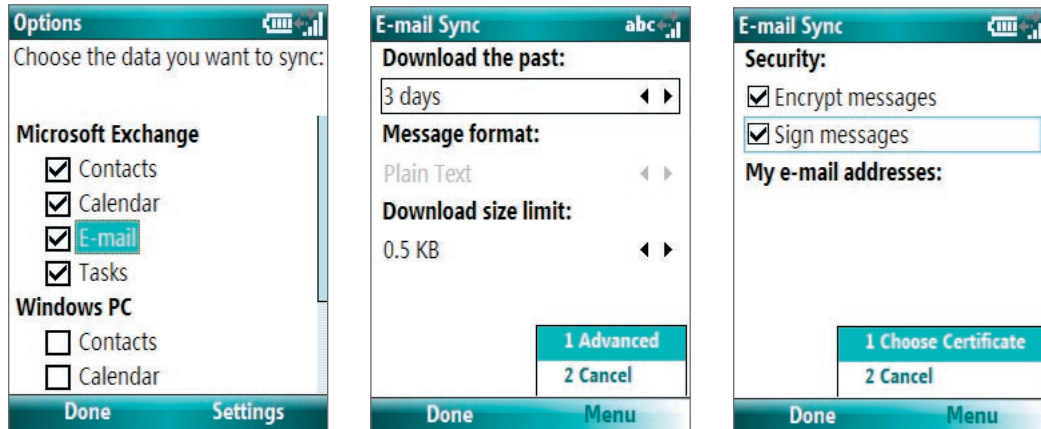 Options
Choose the data you want to sync:
Microsoft Exchange
Contacts
Calendar
E-mail
Tasks
Windows PC
Contacts
Calendar
Done Settings
E-mail Sync abc
Download the past:
3 days
Message format:
Plain Text
Download size limit:
0.5 KB
1 Advanced
2 Cancel
Done Menu
E-mail Sync
Security:
Encrypt messages
Sign messages
My e-mail addresses:
1 Choose Certificate
2 Cancel
Done Menu